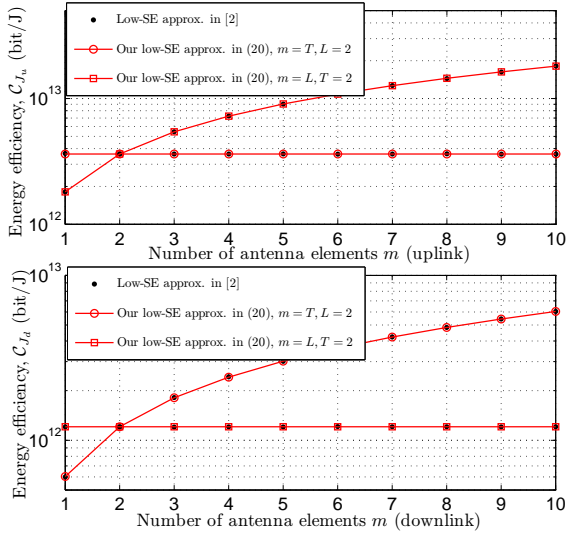 Energy efficiency, C_{J_u} (bit/J)
10^{13}
10^{12}
Low-SE approx. in [2]
Our low-SE approx. in (20), m = T, L = 2
Our low-SE approx. in (20), m = L, T = 2
1 2 3 4 5 6 7 8 9 10
Number of antenna elements m (uplink)
Energy efficiency, C_{J_d} (bit/J)
10^{13}
10^{12}
Low-SE approx. in [2]
Our low-SE approx. in (20), m = T, L = 2
Our low-SE approx. in (20), m = L, T = 2
1 2 3 4 5 6 7 8 9 10
Number of antenna elements m (downlink)